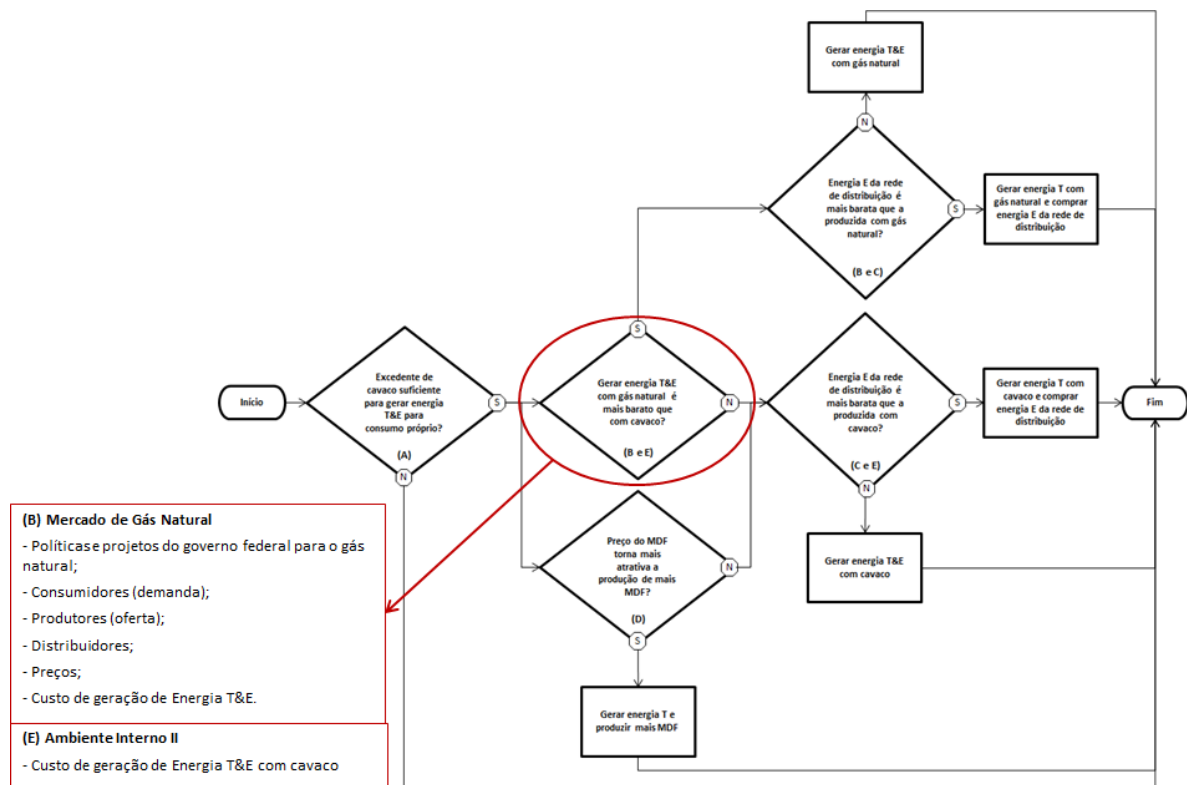 Gerar energia T&E
com gás natural
N
Energia E da rede
de distribuição é
mais barata que a
produzida com gás
natural?
(B e C)
S
Gerar energia T com
gás natural e comprar
energia E da rede de
distribuição
Início
Excedente de
cavaco suficiente
para gerar energia
T&E para
consumo próprio?
(A)
S
N
S
Gerar energia T&E
com gás natural é
mais barato que
com cavaco?
(B e E)
N
Energia E da rede
de distribuição é
mais barata que a
produzida com
cavaco?
(C e E)
S
N
Gerar energia T com
cavaco e comprar
energia E da rede de
distribuição
Fim
Gerar energia T&E
com cavaco
Preço do MDF
torna mais
atrativa a
produção de mais
MDF?
(D)
N
S
Gerar energia T e
produzir mais MDF
(B) Mercado de Gás Natural
- Políticase projetos do governo federal para o gás
natural;
- Consumidores (demanda);
- Produtores (oferta);
- Distribuidores;
- Preços;
- Custo de geração de Energia T&E.
(E) Ambiente Interno II
- Custo de geração de Energia T&E com cavaco